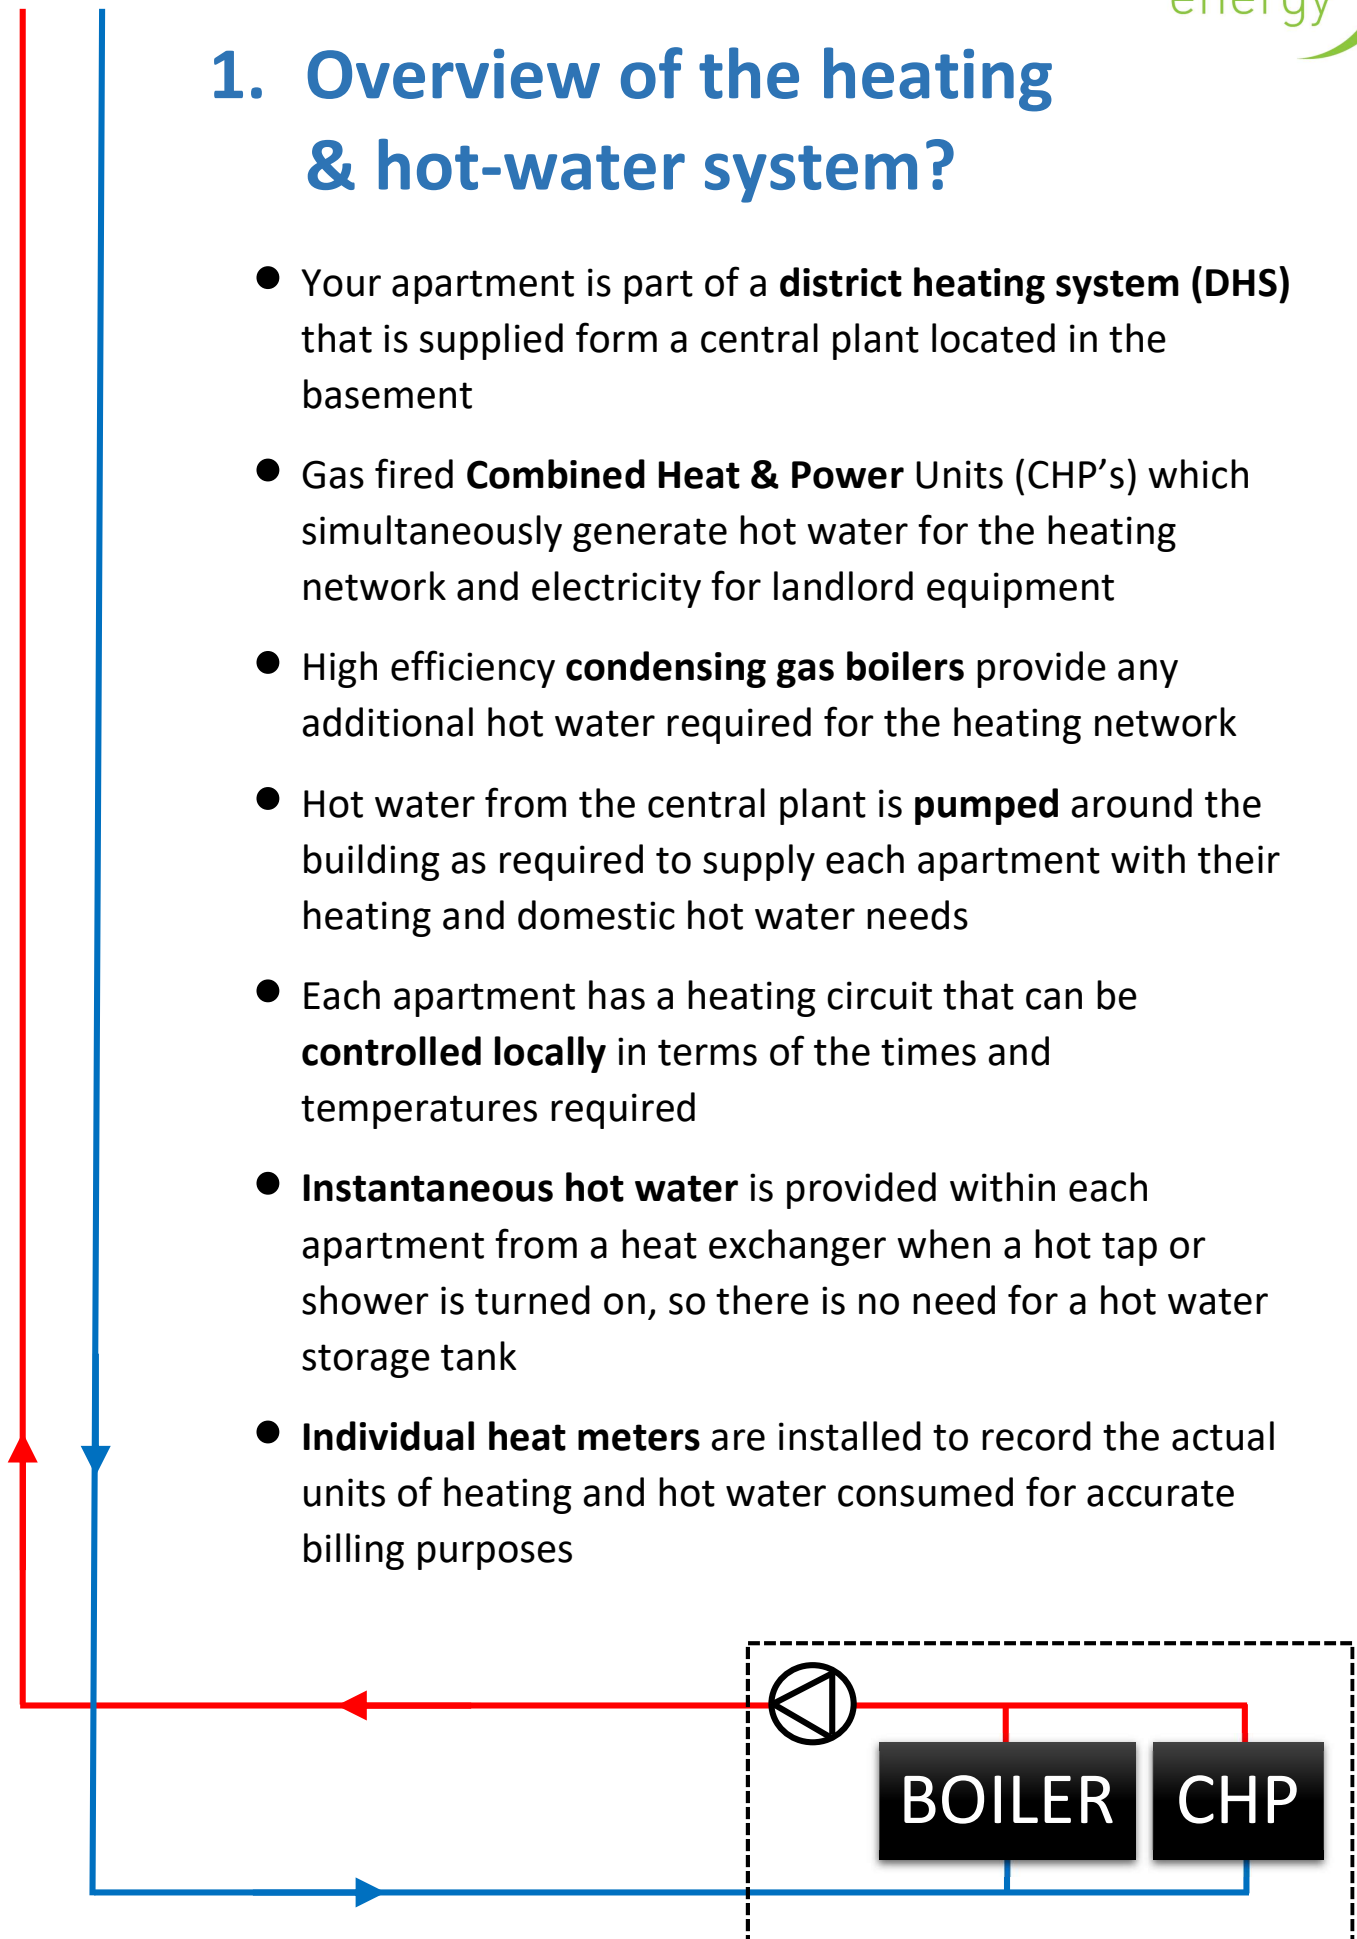 energy
1. Overview of the heating
& hot-water system?
● Your apartment is part of a district heating system (DHS)
that is supplied form a central plant located in the
basement
● Gas fired Combined Heat & Power Units (CHP’s) which
simultaneously generate hot water for the heating
network and electricity for landlord equipment
● High efficiency condensing gas boilers provide any
additional hot water required for the heating network
● Hot water from the central plant is pumped around the
building as required to supply each apartment with their
heating and domestic hot water needs
● Each apartment has a heating circuit that can be
controlled locally in terms of the times and
temperatures required
● Instantaneous hot water is provided within each
apartment from a heat exchanger when a hot tap or
shower is turned on, so there is no need for a hot water
storage tank
● Individual heat meters are installed to record the actual
units of heating and hot water consumed for accurate
billing purposes
BOILER
CHP